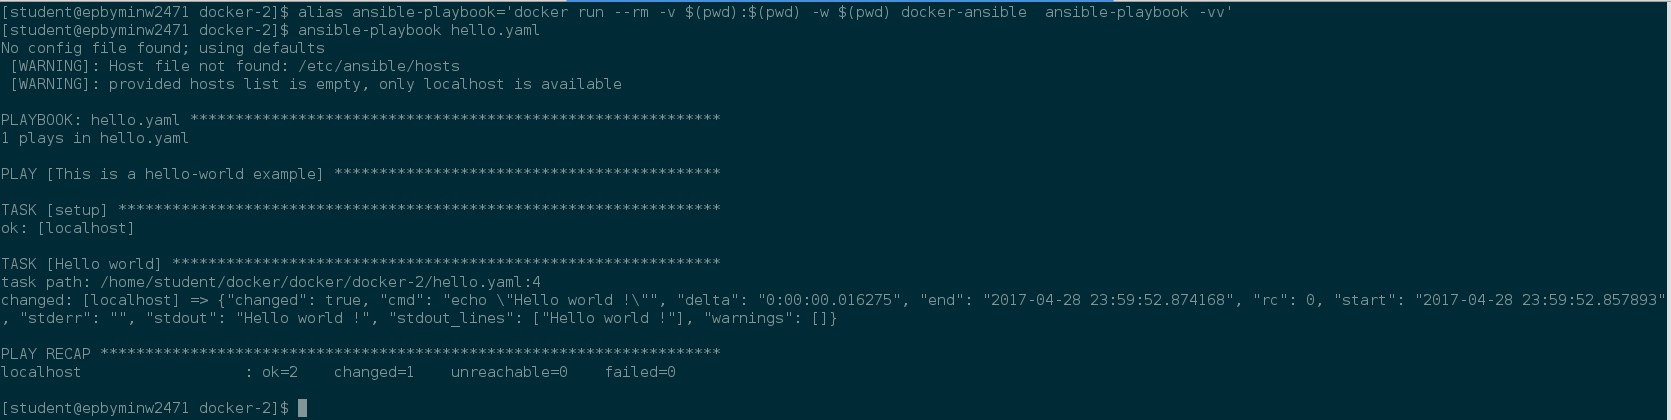 [student@epbyminw2471 docker-2]$ alias ansible-playbook='docker run --rm -v $(pwd):$(pwd) -w $(pwd) docker-ansible  ansible-playbook -vv'
[student@epbyminw2471 docker-2]$ ansible-playbook hello.yaml
No config file found; using defaults
 [WARNING]: Host file not found: /etc/ansible/hosts
 [WARNING]: provided hosts list is empty, only localhost is available
PLAYBOOK: hello.yaml **************************************************************
1 plays in hello.yaml
PLAY [This is a hello-world example] *******************************************
TASK [setup] *******************************************************************
ok: [localhost]
TASK [Hello world] *************************************************************
task path: /home/student/docker/docker/docker-2/hello.yaml:4
changed: [localhost] => {"changed": true, "cmd": "echo \"Hello world !\"", "delta": "0:00:00.016275", "end": "2017-04-28 23:59:52.874168", "rc": 0, "start": "2017-04-28 23:59:52.857893"
, "stderr": "", "stdout": "Hello world !", "stdout_lines": ["Hello world !"], "warnings": []}
PLAY RECAP *********************************************************************
localhost                  : ok=2    changed=1    unreachable=0    failed=0
[student@epbyminw2471 docker-2]$